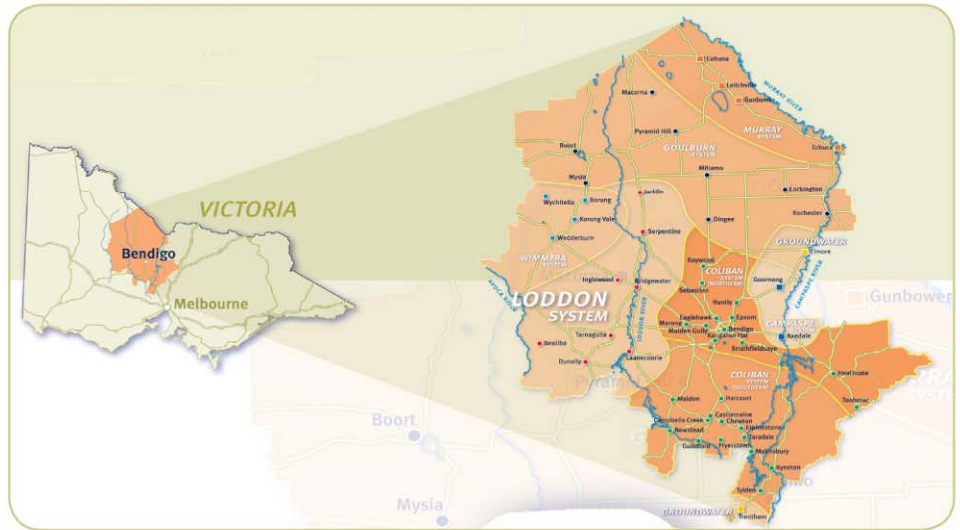 VICTORIA
Bendigo
Melbourne
Cohuna
Leitchville
Gunbower
MURRAY RIVER
Macorna
MURRAY
SYSTEM
Pyramid Hill
GOULBURN
SYSTEM
Echuca
Boort
Mitiamo
Mysia
Lockington
Jarklin
Wychitella
Borung
Rochester
Korong Vale
Dingee
Serpentine
Wedderburn
GROUNDWATER
Elmore
WIMMERA
SYSTEM
Raywood
COLIBAN
SYSTEM
(NORTHERN)
Inglewood
Bridgewater
Sebastian
Goornong
AVOCA RIVER
LODDON
SYSTEM
LODDON RIVER
CAMPASPE RIVER
Huntly
Eaglehawk
Epsom
Marong
Bendigo
CAMPASPE
Maiden Gully
Kangaroo Flat
Axedale
Tarnagulla
Strathfieldsaye
Bealiba
Laanecoorie
Dunolly
COLIBAN
SYSTEM
(SOUTHERN)
Heathcote
Maldon
Harcourt
Tooborac
Castlemaine
Campbells Creek
Chewton
Newstead
Elphinstone
Taradale
Guildford
Fryerstown
Malmsbury
Kyneton
Tylden
GROUNDWATER
Trentham
Gunbower
Boort
Mysia